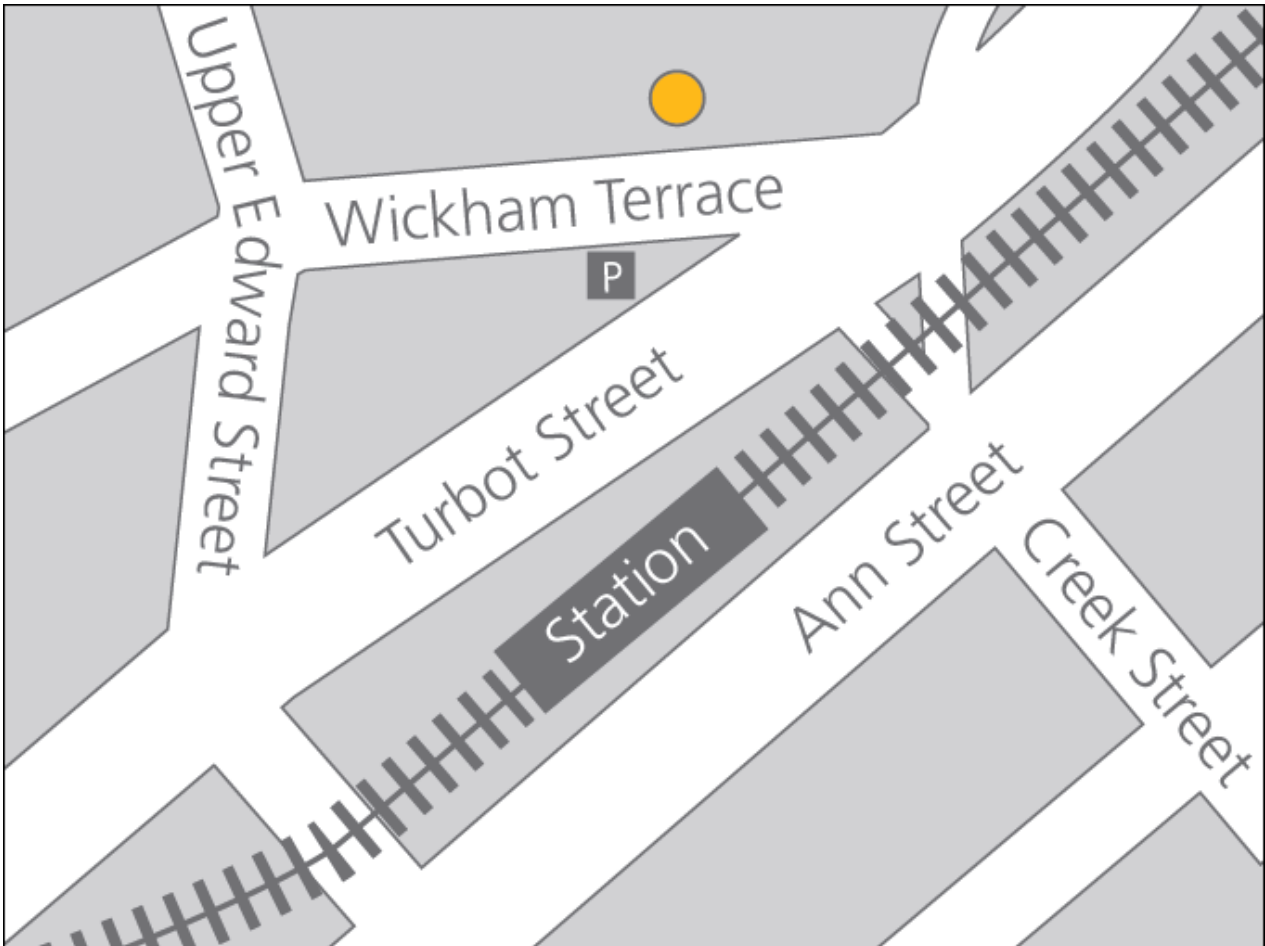 Upper Edward Street
Wickham Terrace
P
Turbot Street
Station
Ann Street
Creek Street